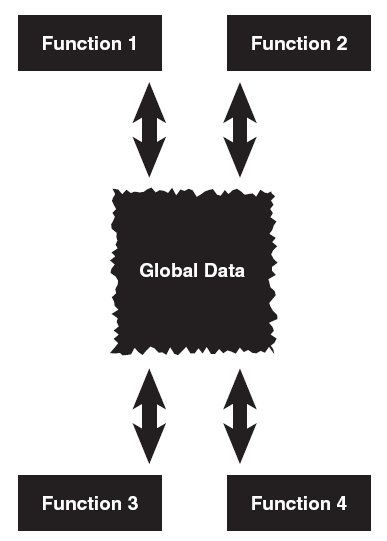 Function 1
Function 2
Global Data
Function 3
Function 4